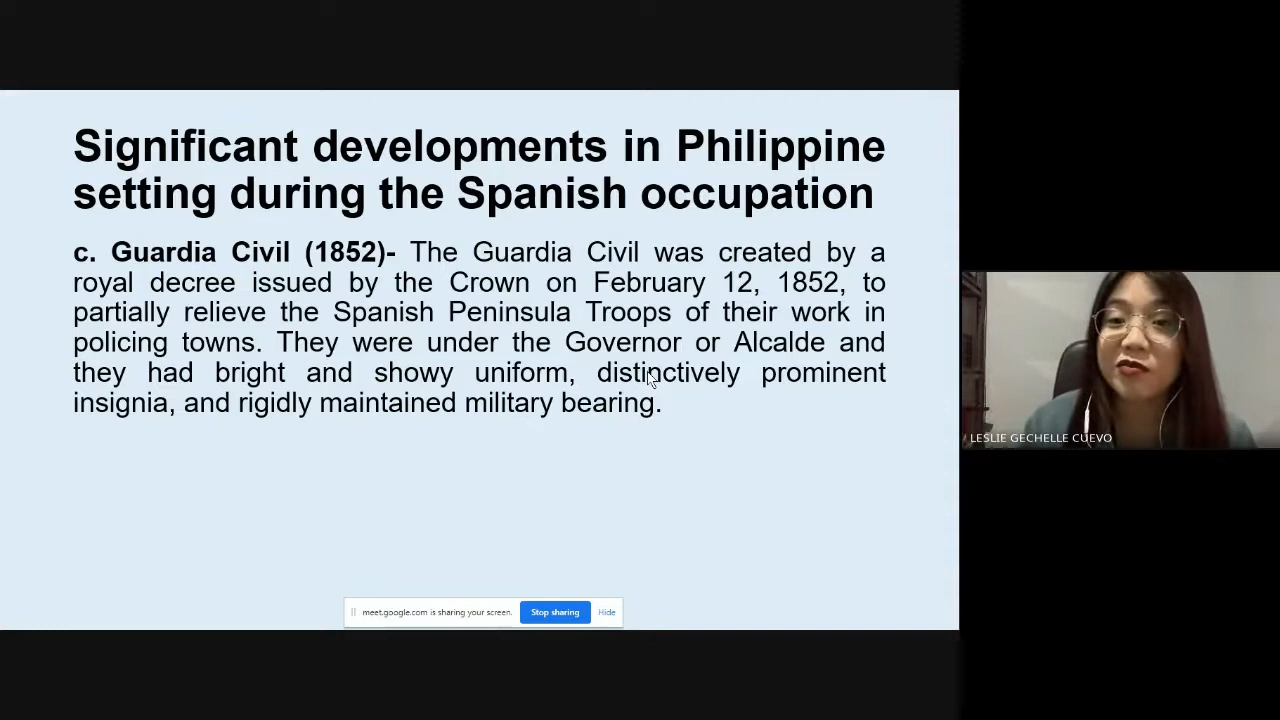 Significant developments in Philippine
setting during the Spanish occupation
c. Guardia Civil (1852)- The Guardia Civil was created by a
royal decree issued by the Crown on February 12, 1852, to
partially relieve the Spanish Peninsula Troops of their work in
policing towns. They were under the Governor or Alcalde and
they had bright and showy uniform, distinctively prominent
insignia, and rigidly maintained military bearing.
LESLIE GECHELLE CUEVO
meet.google.com is sharing your screen. Stop sharing Hide